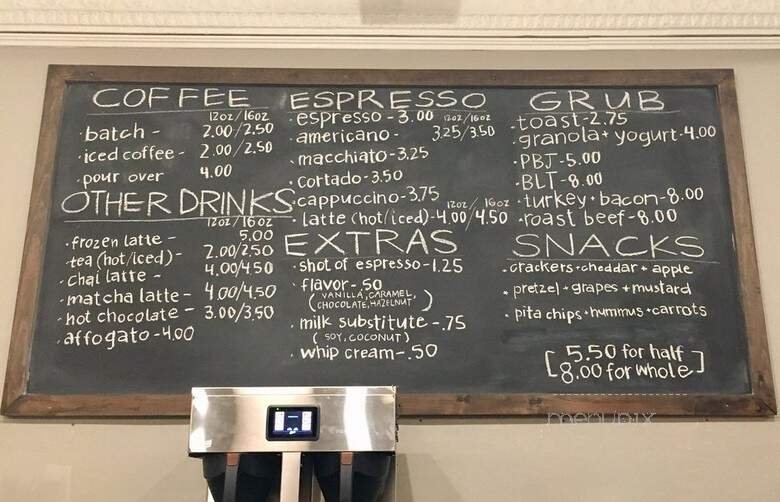 COFFEE
12oz/16oz
·batch - 2.00/2.50
·iced coffee - 2.00/2.50
·pour over 4.00
OTHER DRINKS
12oz/16oz
·frozen latte - 5.00
·tea (hot/iced) - 2.00/2.50
·chai latte - 4.00/4.50
·matcha latte - 4.00/4.50
·hot chocolate - 3.00/3.50
·affogato - 4.00
ESPRESSO
·espresso - 3.00 12oz/16oz
·americano - 3.25/3.50
·macchiato - 3.25
·cortado - 3.50
·cappuccino - 3.75 12oz/16oz
·latte (hot/iced) - 4.00/4.50
EXTRAS
·shot of espresso - 1.25
·flavor - .50
(VANILLA, CARAMEL,
CHOCOLATE, HAZELNUT)
·milk substitute - .75
(SOY, COCONUT)
·whip cream - .50
GRUB
·toast - 2.75
·granola + yogurt - 4.00
·PBJ - 5.00
·BLT - 8.00
·turkey + bacon - 8.00
·roast beef - 8.00
SNACKS
·crackers + cheddar + apple
·pretzel + grapes + mustard
·pita chips + hummus + carrots
[5.50 for half
8.00 for whole]
menupix